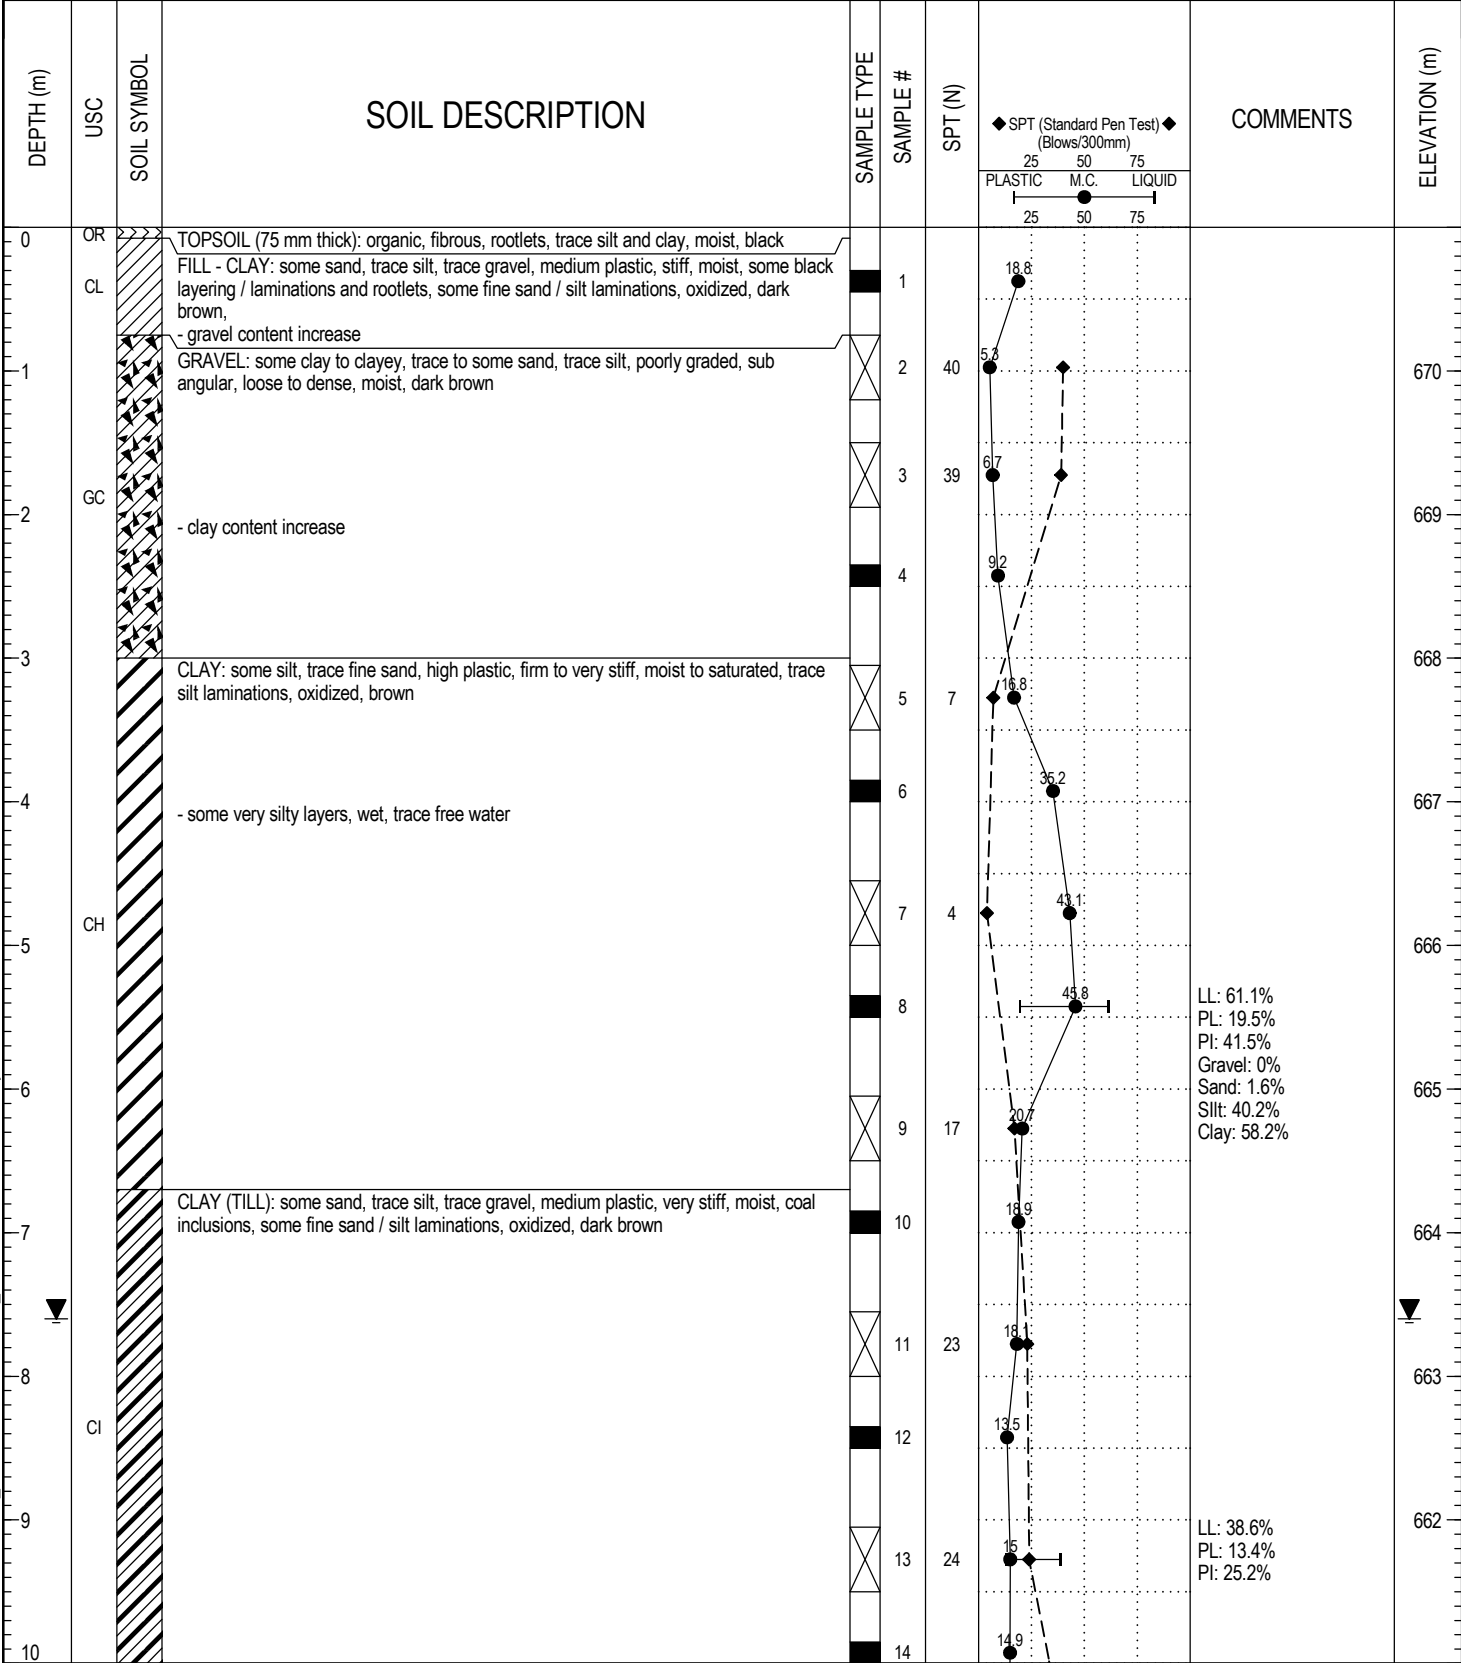 DEPTH (m)
USC
SOIL SYMBOL
SOIL DESCRIPTION
SAMPLE TYPE
SAMPLE #
SPT (N)
◆ SPT (Standard Pen Test) ◆
(Blows/300mm)
25 50 75
PLASTIC M.C. LIQUID
25 50 75
COMMENTS
ELEVATION (m)
0
OR
TOPSOIL (75 mm thick): organic, fibrous, rootlets, trace silt and clay, moist, black
FILL - CLAY: some sand, trace silt, trace gravel, medium plastic, stiff, moist, some black
18.8
CL
layering / laminations and rootlets, some fine sand / silt laminations, oxidized, dark
1
brown,
- gravel content increase
5.3
GRAVEL: some clay to clayey, trace to some sand, trace silt, poorly graded, sub
2 40
1
670
angular, loose to dense, moist, dark brown
6.7
3 39
GC
2
669
- clay content increase
9.2
4
3
668
CLAY: some silt, trace fine sand, high plastic, firm to very stiff, moist to saturated, trace
16.8
silt laminations, oxidized, brown
5 7
35.2
6
4
667
- some very silty layers, wet, trace free water
43.1
7 4
CH
5
666
45.8
LL: 61.1%
8
PL: 19.5%
PI: 41.5%
Gravel: 0%
6
665
Sand: 1.6%
SIlt: 40.2%
20.7
9 17
Clay: 58.2%
CLAY (TILL): some sand, trace silt, trace gravel, medium plastic, very stiff, moist, coal
18.9
10
inclusions, some fine sand / silt laminations, oxidized, dark brown
7
664
18.1
11 23
8
663
13.5
CI
12
9
662
LL: 38.6%
15
PL: 13.4%
13 24
PI: 25.2%
14.9
10
14